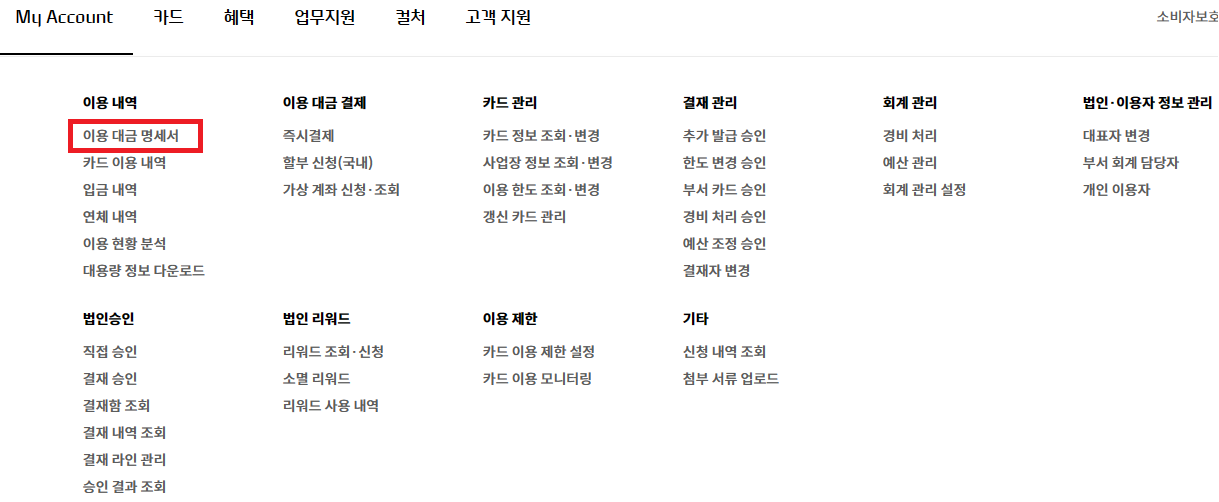 My Account 카드 혜택 업무지원 컬처 고객 지원 소비자보호
이용 내역
이용 대금 명세서
카드 이용 내역
입금 내역
연체 내역
이용 현황 분석
대용량 정보 다운로드
이용 대금 결제
즉시결제
할부 신청(국내)
가상 계좌 신청·조회
카드 관리
카드 정보 조회·변경
사업장 정보 조회·변경
이용 한도 조회·변경
갱신 카드 관리
결재 관리
추가 발급 승인
한도 변경 승인
부서 카드 승인
경비 처리 승인
예산 조정 승인
결재자 변경
회계 관리
경비 처리
예산 관리
회계 관리 설정
법인·이용자 정보 관리
대표자 변경
부서 회계 담당자
개인 이용자
법인승인
직접 승인
결재 승인
결재함 조회
결재 내역 조회
결재 라인 관리
승인 결과 조회
법인 리워드
리워드 조회·신청
소멸 리워드
리워드 사용 내역
이용 제한
카드 이용 제한 설정
카드 이용 모니터링
기타
신청 내역 조회
첨부 서류 업로드